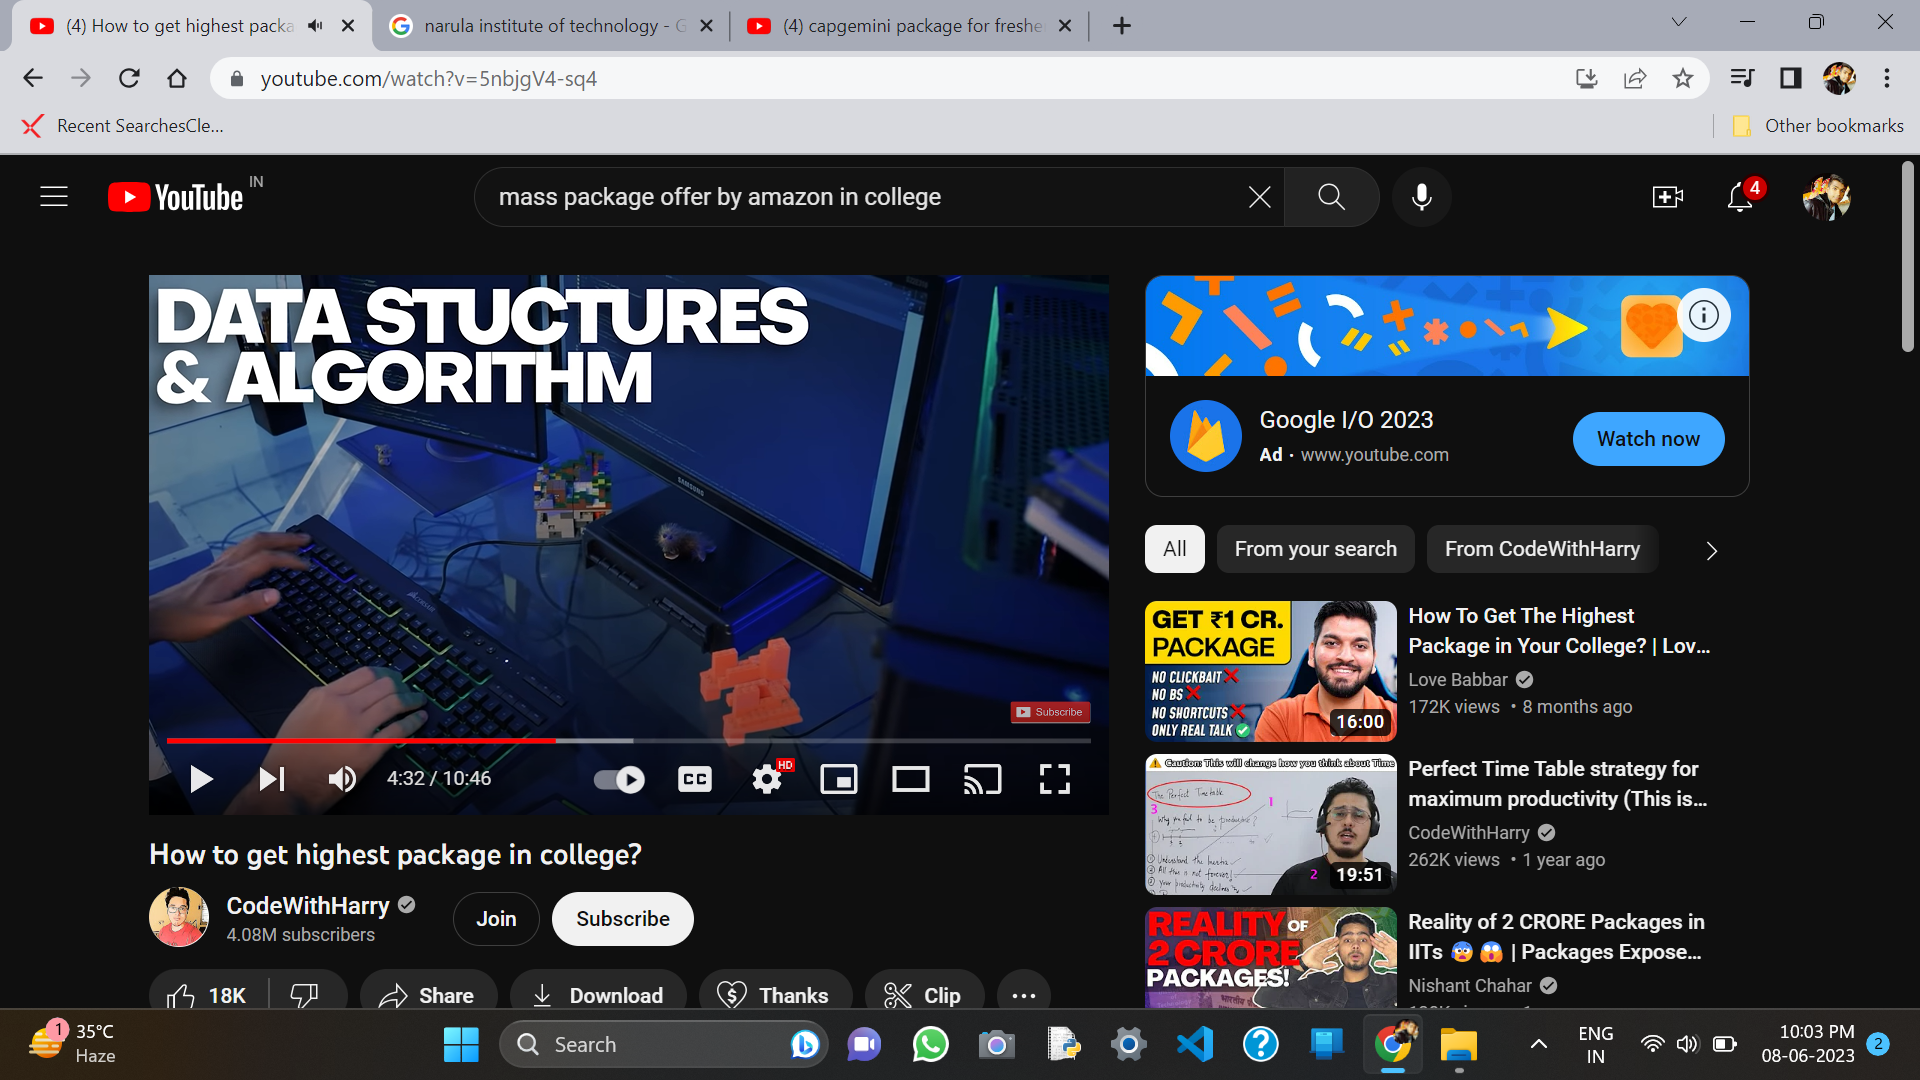 (4) How to get highest packa
narula institute of technology - G
(4) capgemini package for freshe
youtube.com/watch?v=5nbjgV4-sq4
Recent SearchesCle...
Other bookmarks
YouTube IN
mass package offer by amazon in college
4
DATA STUCTURES
& ALGORITHM
SAMSUNG
Subscribe
4:32 / 10:46
CC
HD
How to get highest package in college?
CodeWithHarry
4.08M subscribers
Join
Subscribe
18K
Share
Download
Thanks
Clip
Google I/O 2023
Ad · www.youtube.com
Watch now
All
From your search
From CodeWithHarry
GET ₹1 CR.
PACKAGE
NO CLICKBAIT
NO BS
NO SHORTCUTS
ONLY REAL TALK
16:00
How To Get The Highest
Package in Your College? | Lov...
Love Babbar
172K views • 8 months ago
Caution: This will change how you think about Time
The Perfect Timetable
19:51
Perfect Time Table strategy for
maximum productivity (This is...
CodeWithHarry
262K views • 1 year ago
REALITY OF
2 CRORE
PACKAGES!
Reality of 2 CRORE Packages in
IITs 😰 😱 | Packages Expose...
Nishant Chahar
1
35°C
Haze
Search
ENG
IN
10:03 PM
08-06-2023
2